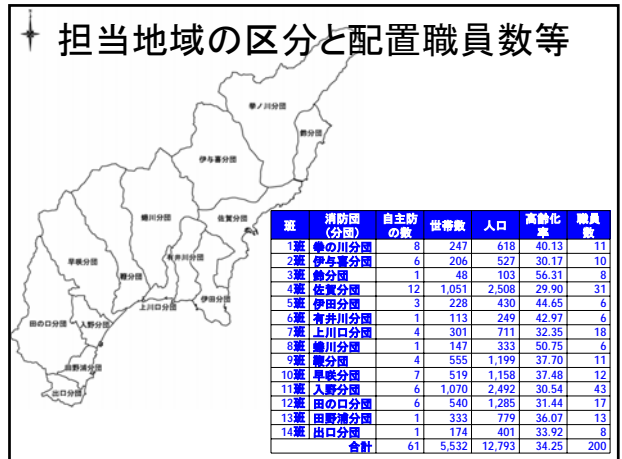 担当地域の区分と配置職員数等
拳ノ川分団
鈴分団
伊与喜分団
蜷川分団
佐賀分団
早咲分団
鞭分団
有井川分団
上川口分団
伊田分団
田の口分団
入野分団
田野浦分団
出口分団
班 消防団（分団） 自主防の数 世帯数 人口 高齢化率 職員数
1班 拳の川分団 8 247 618 40.13 11
2班 伊与喜分団 6 206 527 30.17 10
3班 鈴分団 1 48 103 56.31 8
4班 佐賀分団 12 1,051 2,508 29.90 31
5班 伊田分団 3 228 430 44.65 6
6班 有井川分団 1 113 249 42.97 6
7班 上川口分団 4 301 711 32.35 18
8班 蜷川分団 1 147 333 50.75 6
9班 鞭分団 4 555 1,199 37.70 11
10班 早咲分団 7 519 1,158 37.48 12
11班 入野分団 6 1,070 2,492 30.54 43
12班 田の口分団 6 540 1,285 31.44 17
13班 田野浦分団 1 333 779 36.07 13
14班 出口分団 1 174 401 33.92 8
合計 61 5,532 12,793 34.25 200